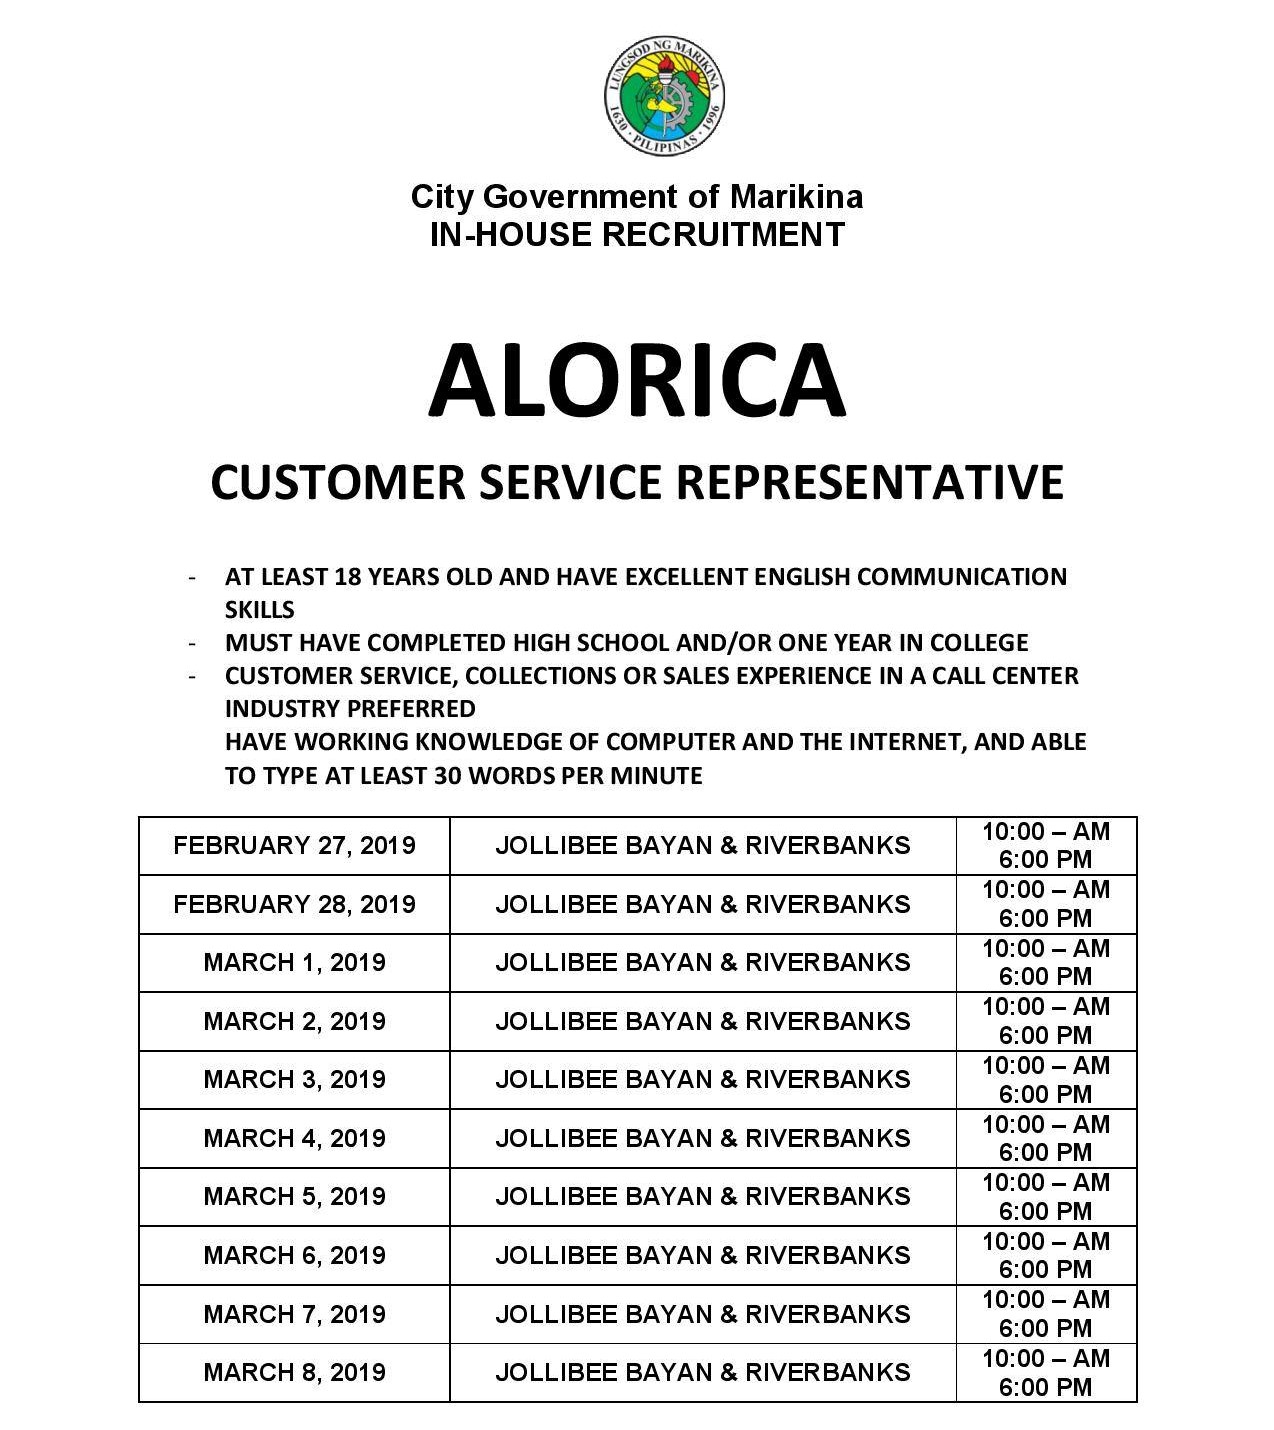 LUNGSOD NG MARIKINA
1630 · PILIPINAS · 1996
City Government of Marikina
IN-HOUSE RECRUITMENT
ALORICA
CUSTOMER SERVICE REPRESENTATIVE
- AT LEAST 18 YEARS OLD AND HAVE EXCELLENT ENGLISH COMMUNICATION
SKILLS
- MUST HAVE COMPLETED HIGH SCHOOL AND/OR ONE YEAR IN COLLEGE
- CUSTOMER SERVICE, COLLECTIONS OR SALES EXPERIENCE IN A CALL CENTER
INDUSTRY PREFERRED
HAVE WORKING KNOWLEDGE OF COMPUTER AND THE INTERNET, AND ABLE
TO TYPE AT LEAST 30 WORDS PER MINUTE
FEBRUARY 27, 2019 JOLLIBEE BAYAN & RIVERBANKS 10:00 – AM
6:00 PM
FEBRUARY 28, 2019 JOLLIBEE BAYAN & RIVERBANKS 10:00 – AM
6:00 PM
MARCH 1, 2019 JOLLIBEE BAYAN & RIVERBANKS 10:00 – AM
6:00 PM
MARCH 2, 2019 JOLLIBEE BAYAN & RIVERBANKS 10:00 – AM
6:00 PM
MARCH 3, 2019 JOLLIBEE BAYAN & RIVERBANKS 10:00 – AM
6:00 PM
MARCH 4, 2019 JOLLIBEE BAYAN & RIVERBANKS 10:00 – AM
6:00 PM
MARCH 5, 2019 JOLLIBEE BAYAN & RIVERBANKS 10:00 – AM
6:00 PM
MARCH 6, 2019 JOLLIBEE BAYAN & RIVERBANKS 10:00 – AM
6:00 PM
MARCH 7, 2019 JOLLIBEE BAYAN & RIVERBANKS 10:00 – AM
6:00 PM
MARCH 8, 2019 JOLLIBEE BAYAN & RIVERBANKS 10:00 – AM
6:00 PM